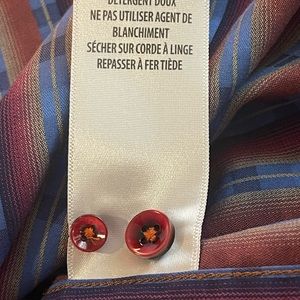 DÉTERGENT DOUX
NE PAS UTILISER AGENT DE
BLANCHIMENT
SÉCHER SUR CORDE À LINGE
REPASSER À FER TIÈDE